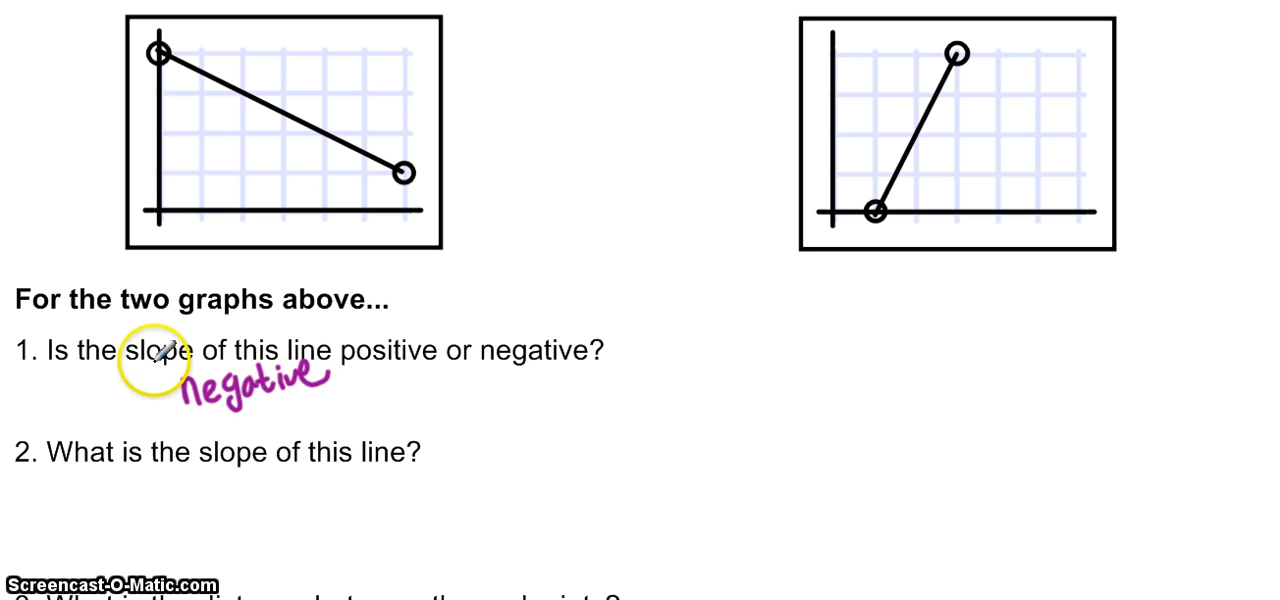 For the two graphs above...
1. Is the slope of this line positive or negative?
negative
2. What is the slope of this line?
Screencast-O-Matic.com